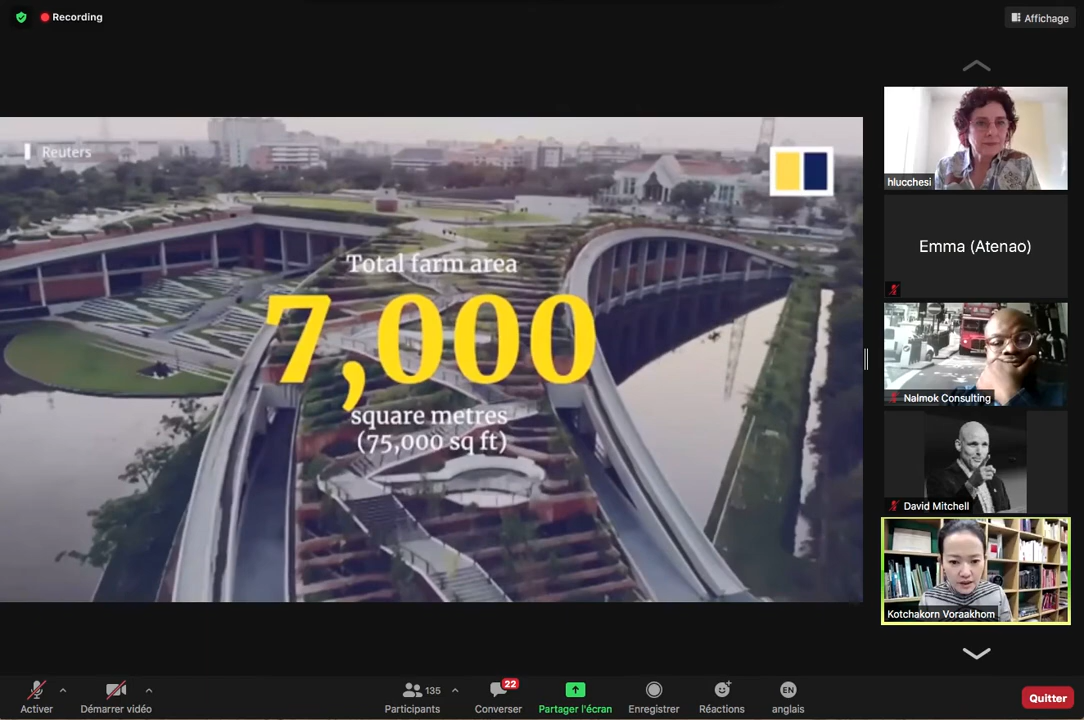 Recording
Affichage
Reuters
Total farm area
7,000
square metres
(75,000 sq ft)
hlucchesi
Emma (Atenao)
Nalmok Consulting
David Mitchell
Kotchakorn Voraakhom
Activer
Démarrer vidéo
135
Participants
22
Converser
Partager l'écran
Enregistrer
Réactions
EN
anglais
Quitter